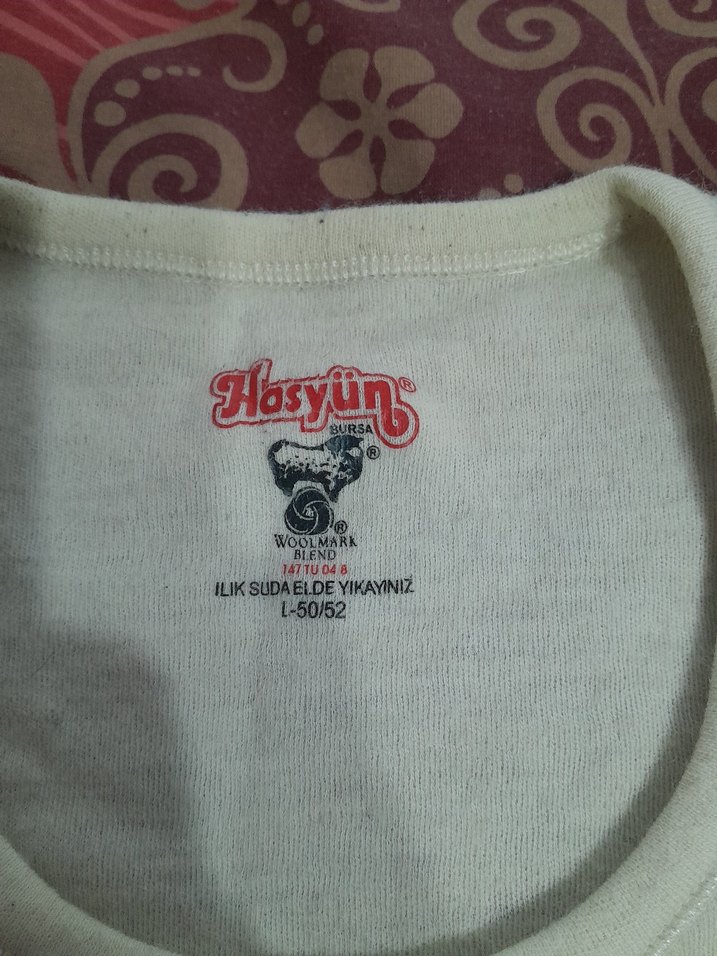 Hasyün®
BURSA
®
®
WOOLMARK
BLEND
147 TU 04 8
ILIK SUDA ELDE YIKAYINIZ
L-50/52